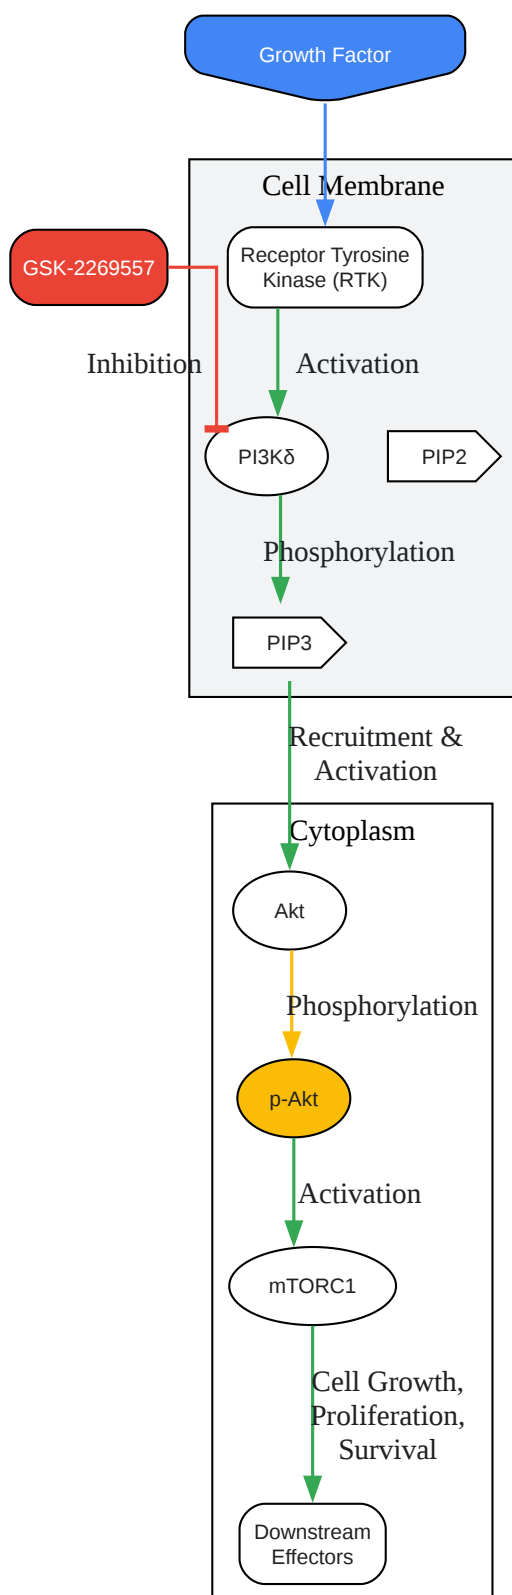 Growth Factor
Cell Membrane
GSK-2269557
Receptor Tyrosine
Kinase (RTK)
Inhibition
Activation
PI3Kδ
PIP2
Phosphorylation
PIP3
Recruitment &
Activation
Cytoplasm
Akt
Phosphorylation
p-Akt
Activation
mTORC1
Cell Growth,
Proliferation,
Survival
Downstream
Effectors